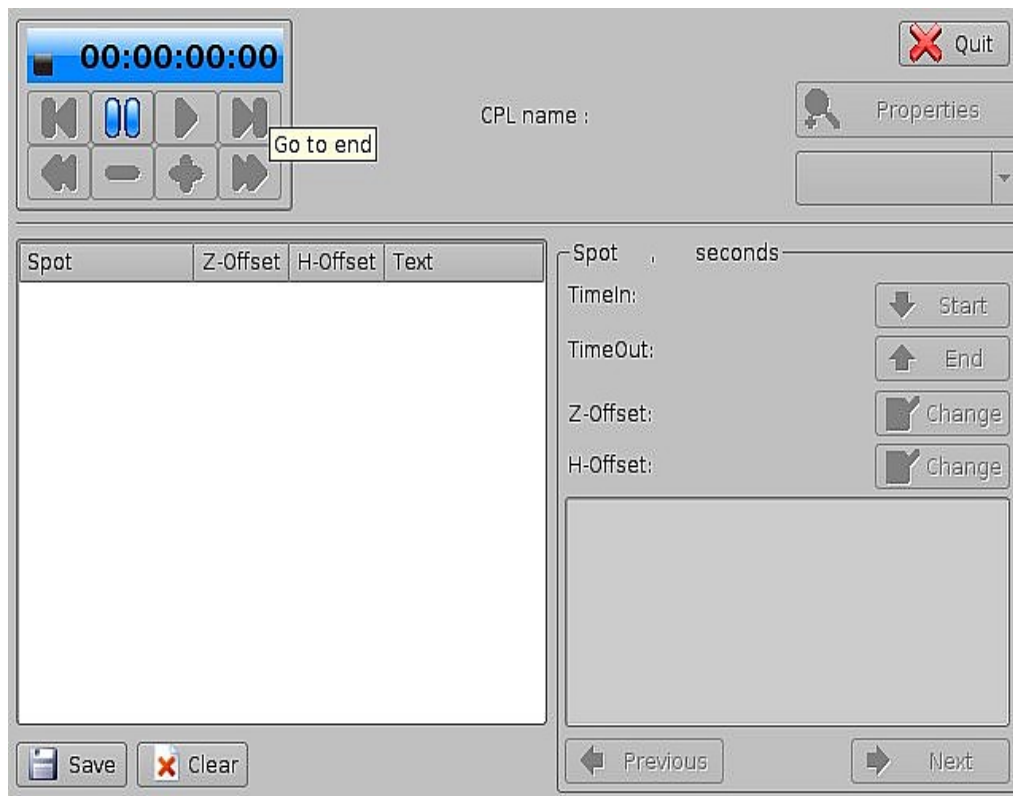 00:00:00:00
Quit
CPL name :
Properties
Go to end
Spot Z-Offset H-Offset Text
Spot , seconds
TimeIn:
Start
TimeOut:
End
Z-Offset:
Change
H-Offset:
Change
Save
Clear
Previous
Next